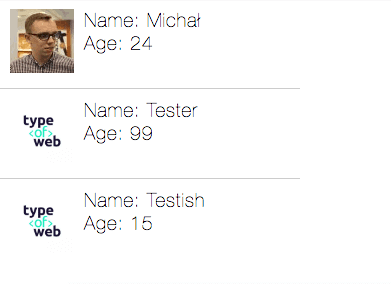 Name: Michał
Age: 24
type
<of>
web
Name: Tester
Age: 99
type
<of>
web
Name: Testish
Age: 15